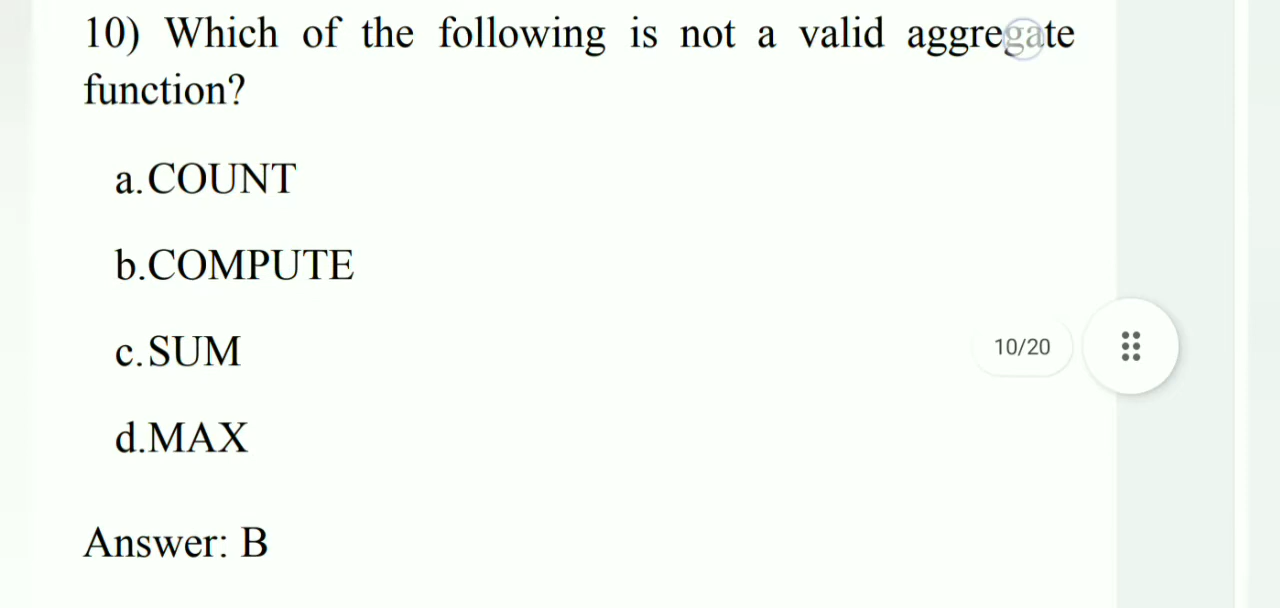 10) Which of the following is not a valid aggregate
function?
a.COUNT
b.COMPUTE
c.SUM
10/20
d.MAX
Answer: B